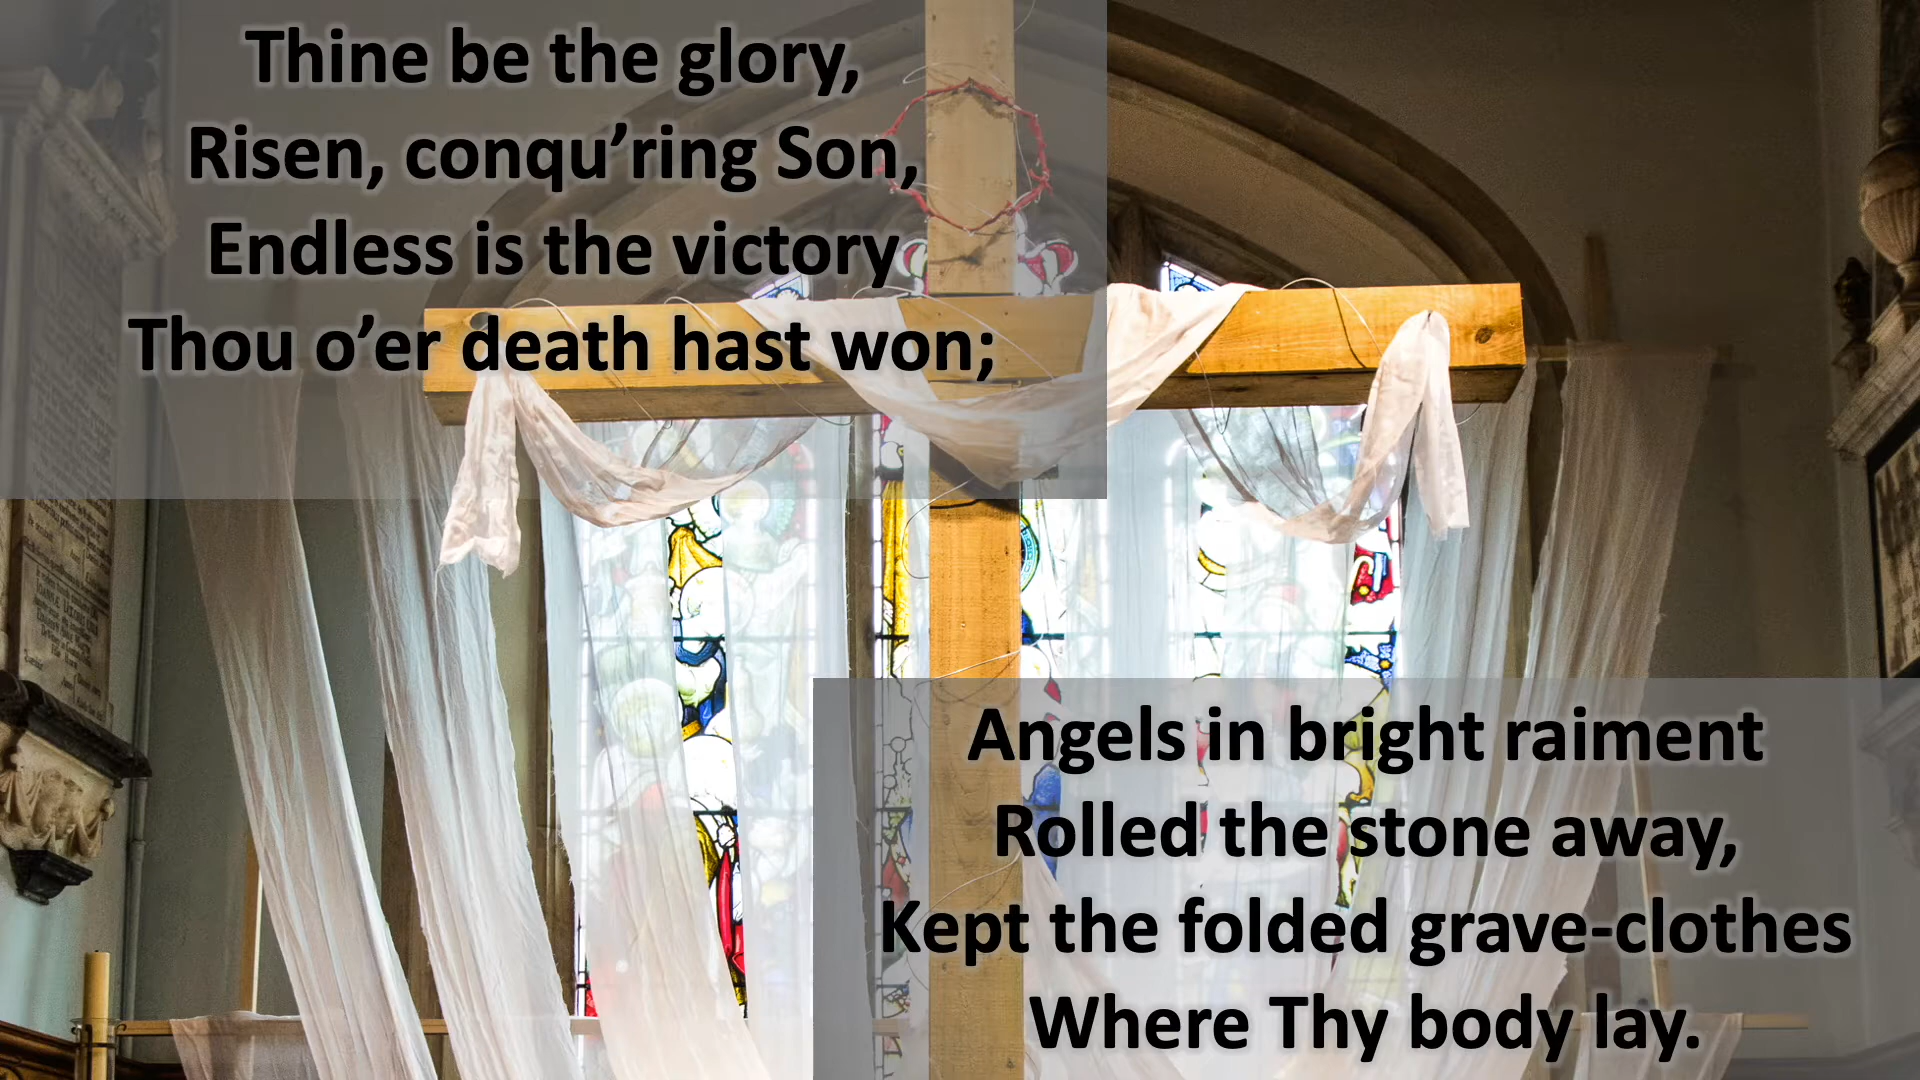 Thine be the glory,
Risen, conqu’ring Son,
Endless is the victory
Thou o’er death hast won;
Angels in bright raiment
Rolled the stone away,
Kept the folded grave-clothes
Where Thy body lay.